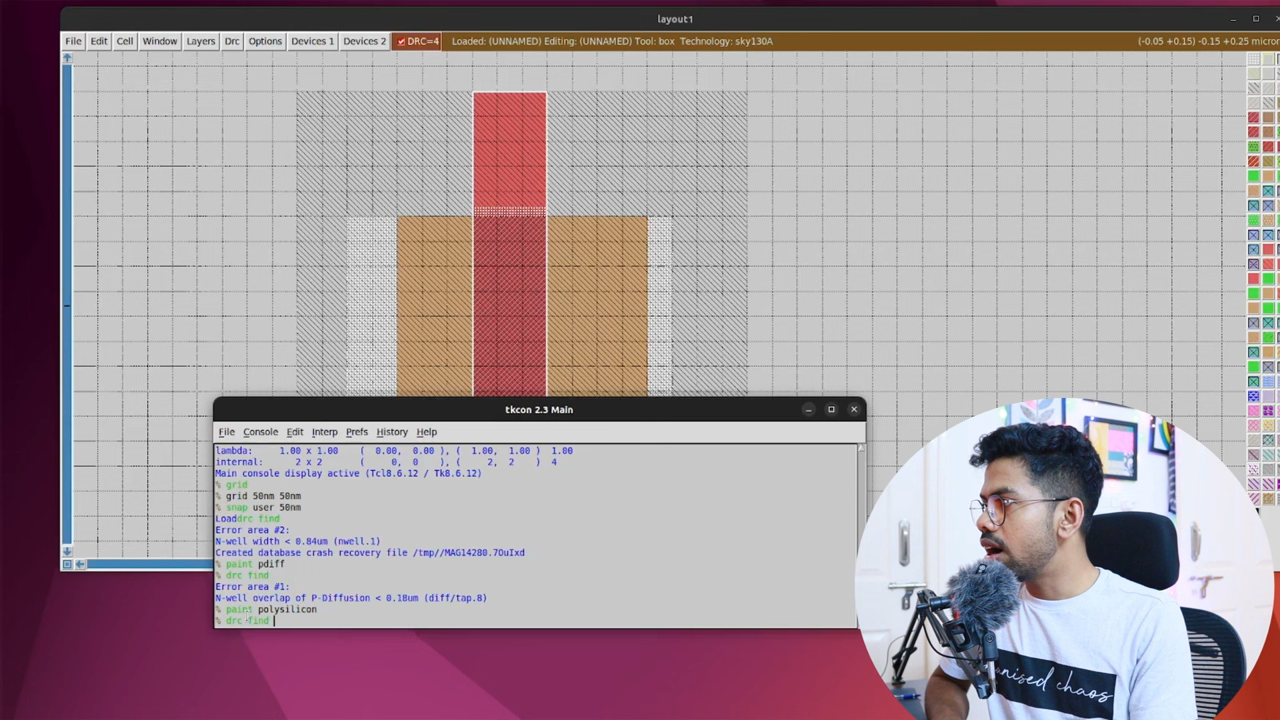 layout1
File Edit Cell Window Layers Drc Options Devices 1 Devices 2 DRC=4 Loaded: (UNNAMED) Editing: (UNNAMED) Tool: box Technology: sky130A (-0.05 +0.15) -0.15 +0.25 micron
tkcon 2.3 Main
File Console Edit Interp Prefs History Help
lambda: 1.00 x 1.00 ( 0.00, 0.00 ), ( 1.00, 1.00 ) 1.00
internal: 2 x 2 ( 0, 0 ), ( 2, 2 ) 4
Main console display active (Tcl8.6.12 / Tk8.6.12)
% grid
% grid 50nm 50nm
% snap user 50nm
Loaddrc find
Error area #2:
N-well width < 0.84um (nwell.1)
Created database crash recovery file /tmp//MAG14280.7OuIxd
% paint pdiff
% drc find
Error area #1:
N-well overlap of P-Diffusion < 0.18um (diff/tap.8)
% paint polysilicon
% drc find
organised chaos